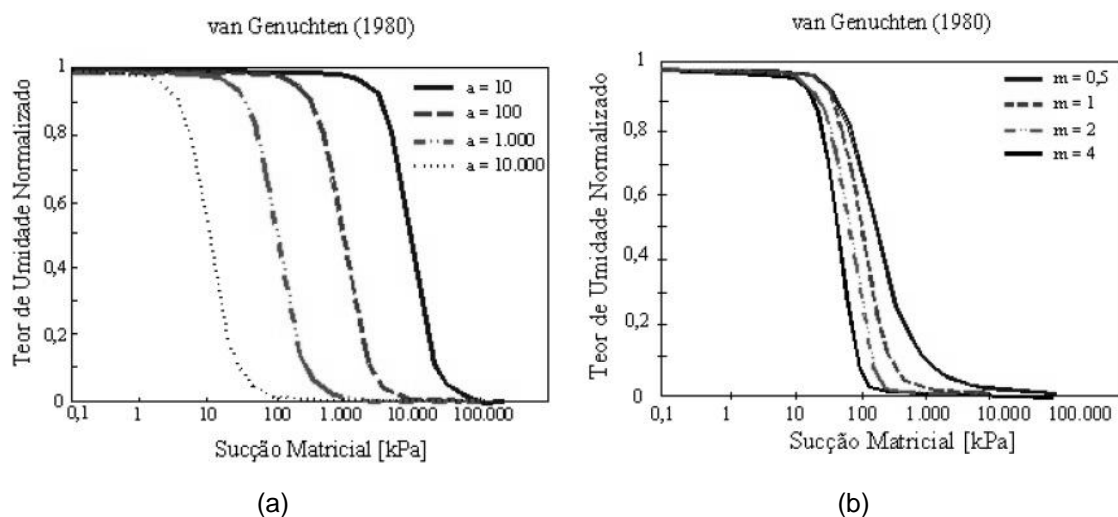 van Genuchten (1980)
Teor de Umidade Normalizado
1
0,8
0,6
0,4
0,2
0
a = 10
a = 100
a = 1.000
a = 10.000
0,1 1 10 100 1.000 10.000 100.000
Sucção Matricial [kPa]
(a)
van Genuchten (1980)
Teor de Umidade Normalizado
1
0,8
0,6
0,4
0,2
0
m = 0,5
m = 1
m = 2
m = 4
0,1 1 10 100 1.000 10.000 100.000
Sucção Matricial [kPa]
(b)